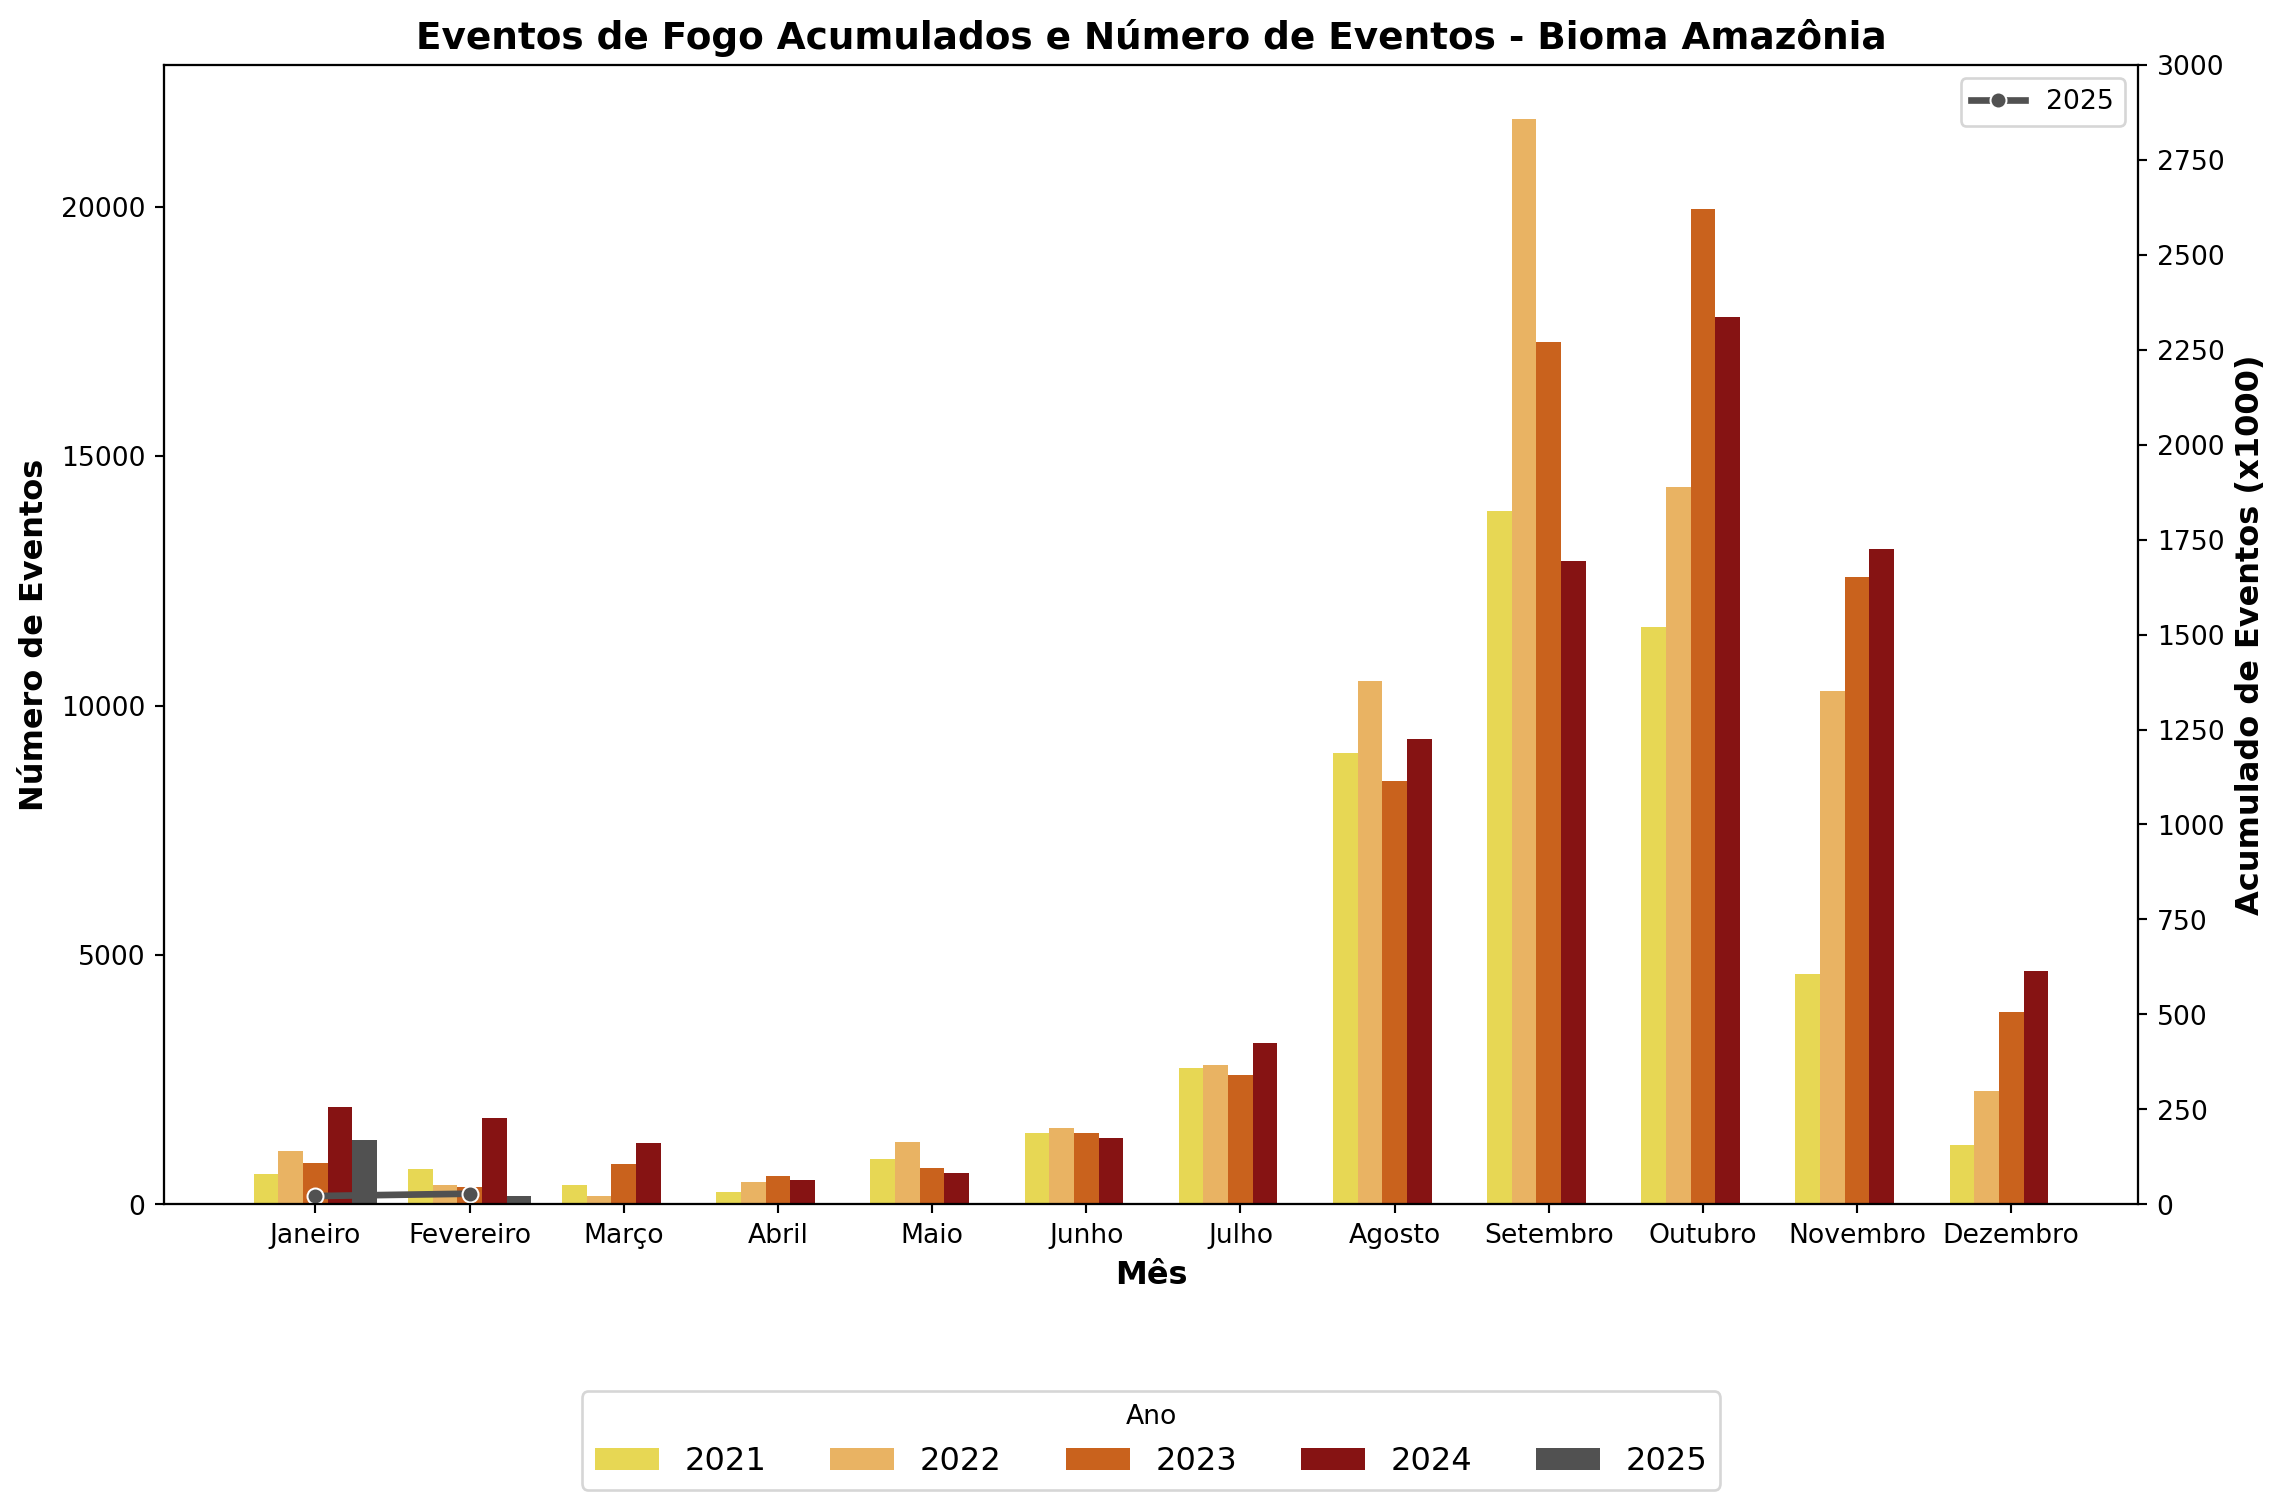 Eventos de Fogo Acumulados e Número de Eventos - Bioma Amazônia
2025
Número de Eventos
20000
15000
10000
5000
0
3000
2750
2500
2250
2000
1750
1500
1250
1000
750
500
250
0
Acumulado de Eventos (x1000)
Janeiro Fevereiro Março Abril Maio Junho Julho Agosto Setembro Outubro Novembro Dezembro
Mês
Ano
2021 2022 2023 2024 2025